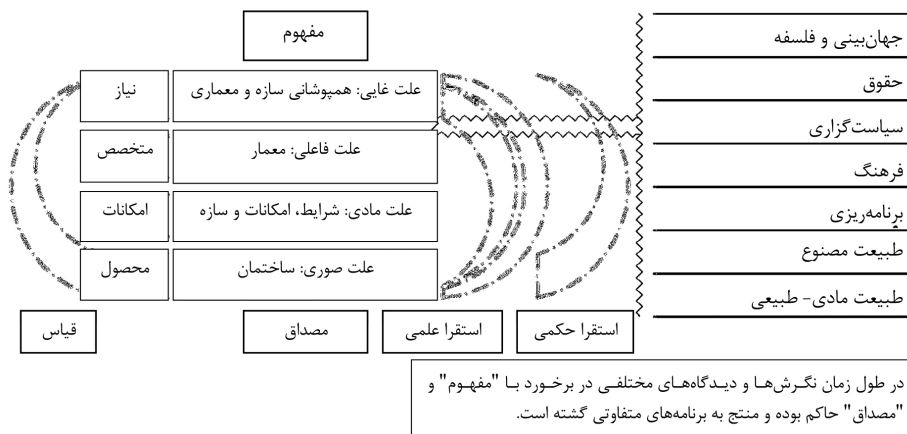 مفهوم
جهان‌بینی و فلسفه
حقوق
سیاست‌گزاری
فرهنگ
برنامه‌ریزی
طبیعت مصنوع
طبیعت مادی- طبیعی
علت غایی: همپوشانی سازه و معماری
نیاز
علت فاعلی: معمار
متخصص
علت مادی: شرایط، امکانات و سازه
امکانات
علت صوری: ساختمان
محصول
استقرا حکمی
استقرا علمی
مصداق
قیاس
در طول زمان نگرش‌ها و دیدگاه‌های مختلفی در برخورد با "مفهوم" و
"مصداق" حاکم بوده و منتج به برنامه‌های متفاوتی گشته است.